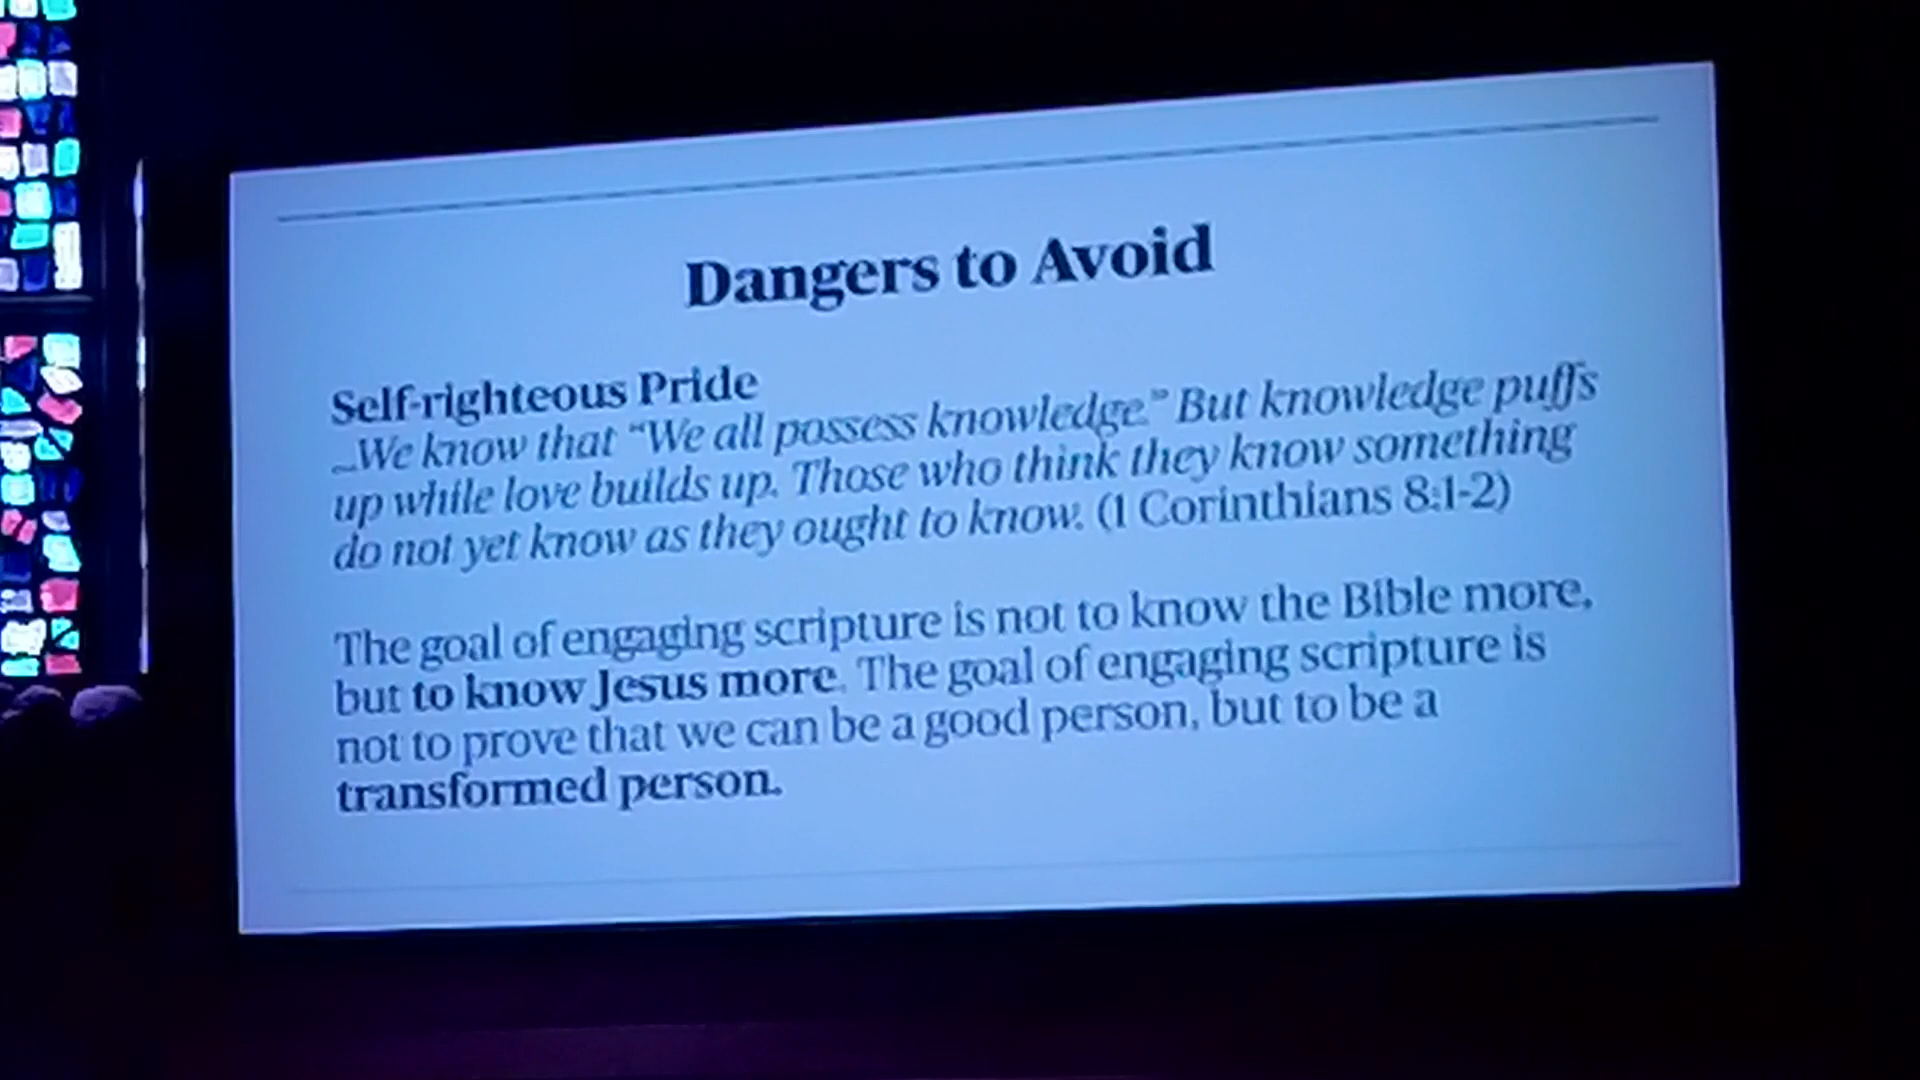 Dangers to Avoid
Self-righteous Pride
...We know that “We all possess knowledge.” But knowledge puffs
up while love builds up. Those who think they know something
do not yet know as they ought to know. (1 Corinthians 8:1-2)
The goal of engaging scripture is not to know the Bible more,
but to know Jesus more. The goal of engaging scripture is
not to prove that we can be a good person, but to be a
transformed person.